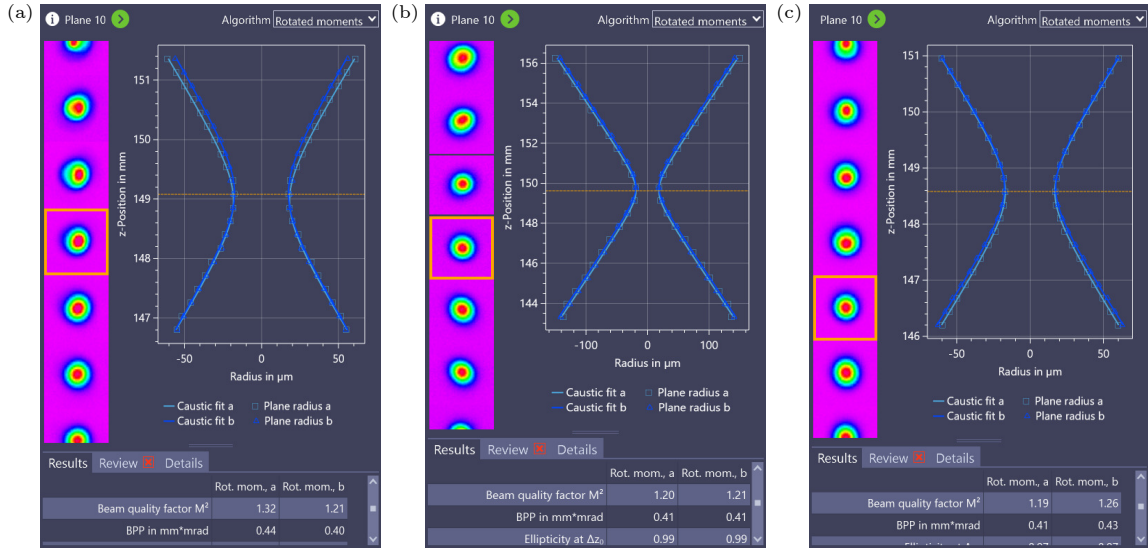 (a)
Plane 10
Algorithm Rotated moments
151
150
149
148
147
z-Position in mm
-50 0 50
Radius in µm
Caustic fit a Plane radius a
Caustic fit b Plane radius b
Results Review Details
Rot. mom., a Rot. mom., b
Beam quality factor M² 1.32 1.21
BPP in mm*mrad 0.44 0.40
(b)
Plane 10
Algorithm Rotated moments
156
154
152
150
148
146
144
z-Position in mm
-100 0 100
Radius in µm
Caustic fit a Plane radius a
Caustic fit b Plane radius b
Results Review Details
Rot. mom., a Rot. mom., b
Beam quality factor M² 1.20 1.21
BPP in mm*mrad 0.41 0.41
Ellipticity at Δz₀ 0.99 0.99
(c)
Plane 10
Algorithm Rotated moments
151
150
149
148
147
146
z-Position in mm
-50 0 50
Radius in µm
Caustic fit a Plane radius a
Caustic fit b Plane radius b
Results Review Details
Rot. mom., a Rot. mom., b
Beam quality factor M² 1.19 1.26
BPP in mm*mrad 0.41 0.43